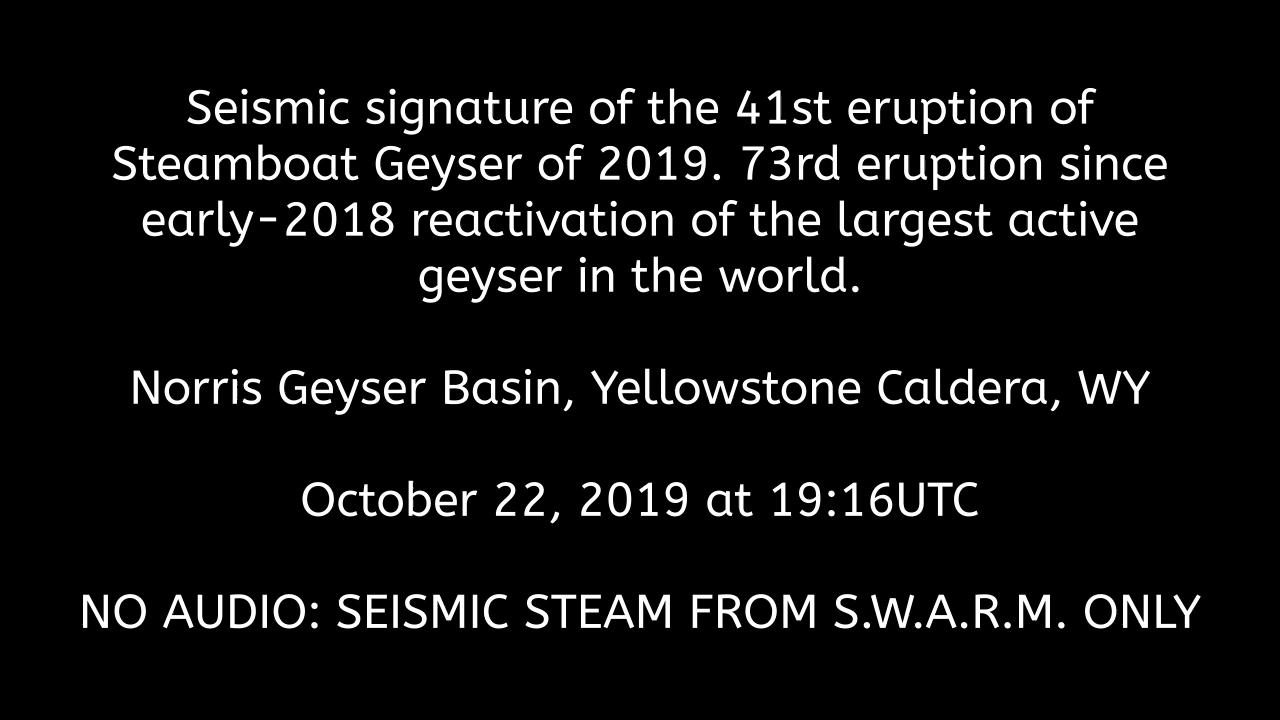 Seismic signature of the 41st eruption of
Steamboat Geyser of 2019. 73rd eruption since
early-2018 reactivation of the largest active
geyser in the world.
Norris Geyser Basin, Yellowstone Caldera, WY
October 22, 2019 at 19:16UTC
NO AUDIO: SEISMIC STEAM FROM S.W.A.R.M. ONLY